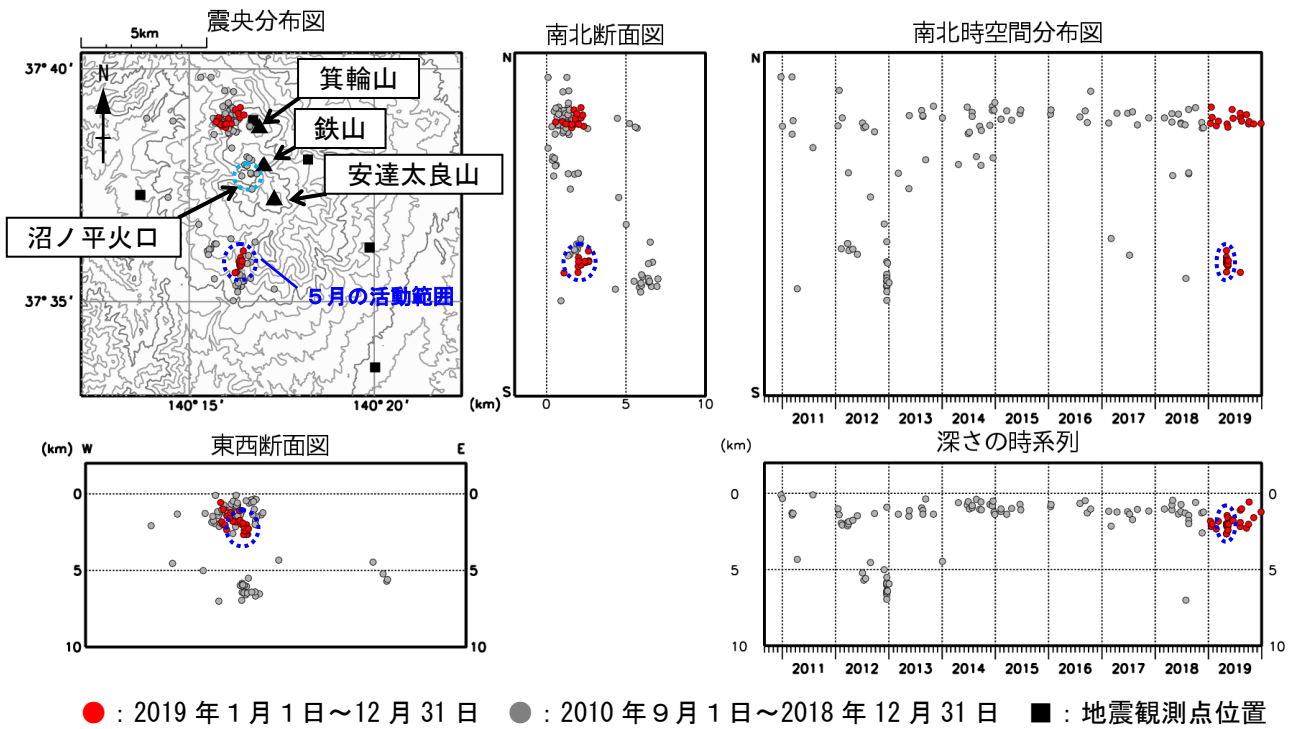 震央分布図
5km
37° 40'
N
箕輪山
鉄山
安達太良山
沼ノ平火口
５月の活動範囲
37° 35'
140° 15'
140° 20'
南北断面図
N
S
(km)
0
5
10
南北時空間分布図
N
S
2011
2012
2013
2014
2015
2016
2017
2018
2019
東西断面図
(km) W
E
0
0
5
5
10
10
深さの時系列
(km)
0
0
5
5
10
10
2011
2012
2013
2014
2015
2016
2017
2018
2019
：2019 年１月１日～12 月 31 日
：2010 年９月１日～2018 年 12 月 31 日
：地震観測点位置